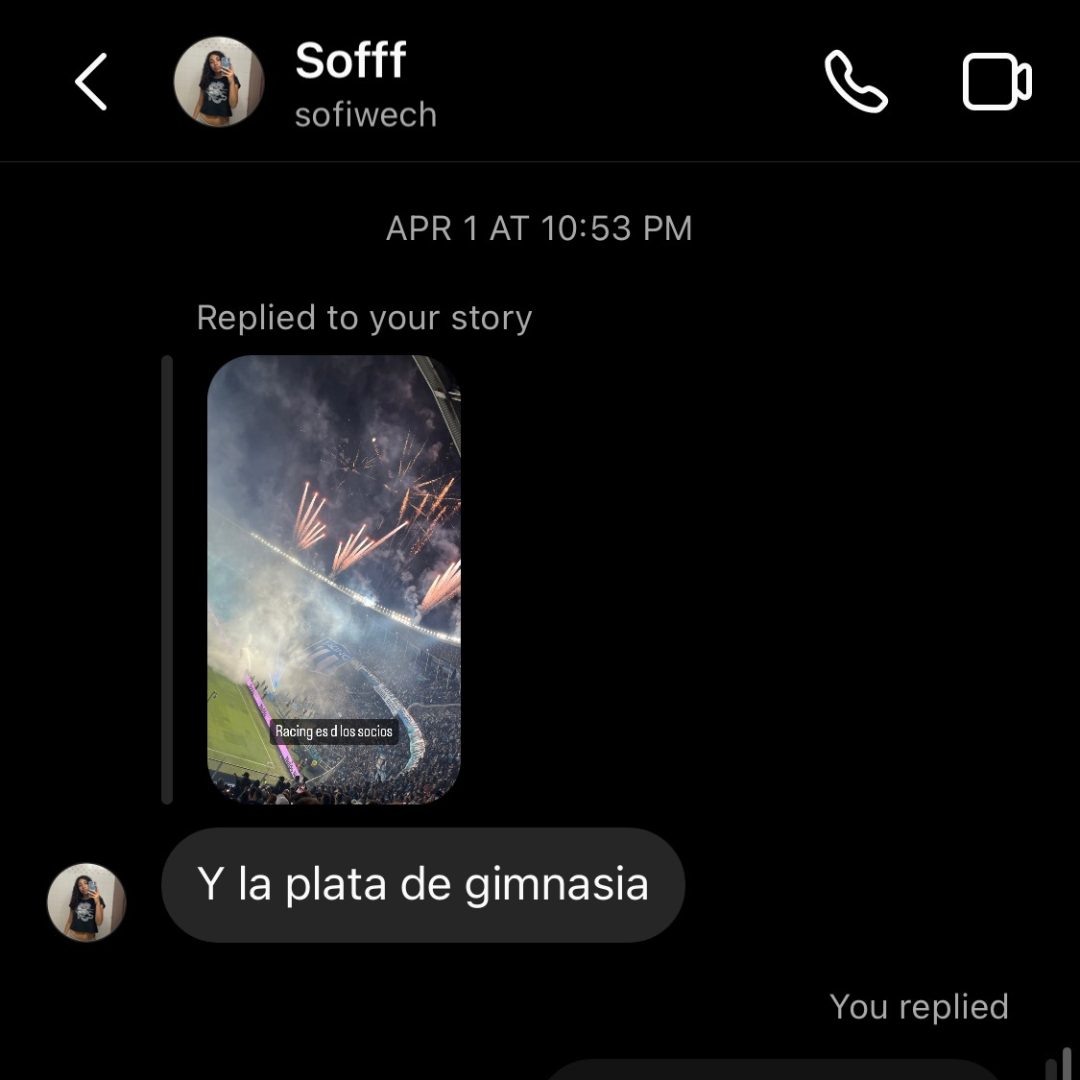 Sofff
sofiwech
APR 1 AT 10:53 PM
Replied to your story
Racing es d los socios
Y la plata de gimnasia
You replied